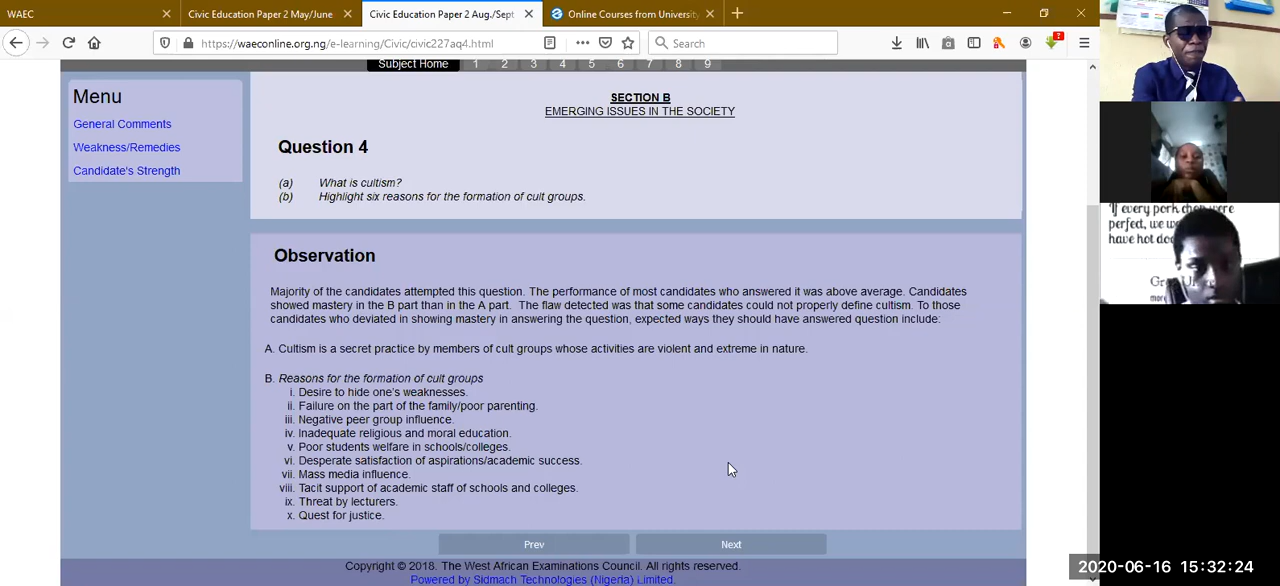 WAEC
Civic Education Paper 2 May/June
Civic Education Paper 2 Aug./Sept
Online Courses from University
https://waeconline.org.ng/e-learning/Civic/civic227aq4.html
Search
Subject Home 1 2 3 4 5 6 7 8 9
Menu
General Comments
Weakness/Remedies
Candidate's Strength
SECTION B
EMERGING ISSUES IN THE SOCIETY
Question 4
(a) What is cultism?
(b) Highlight six reasons for the formation of cult groups.
Observation
Majority of the candidates attempted this question. The performance of most candidates who answered it was above average. Candidates
showed mastery in the B part than in the A part. The flaw detected was that some candidates could not properly define cultism. To those
candidates who deviated in showing mastery in answering the question, expected ways they should have answered question include:
A. Cultism is a secret practice by members of cult groups whose activities are violent and extreme in nature.
B. Reasons for the formation of cult groups
i. Desire to hide one's weaknesses.
ii. Failure on the part of the family/poor parenting.
iii. Negative peer group influence.
iv. Inadequate religious and moral education.
v. Poor students welfare in schools/colleges.
vi. Desperate satisfaction of aspirations/academic success.
vii. Mass media influence.
viii. Tacit support of academic staff of schools and colleges.
ix. Threat by lecturers.
x. Quest for justice.
Prev
Next
Copyright © 2018. The West African Examinations Council. All rights reserved.
Powered by Sidmach Technologies (Nigeria) Limited.
If every pork chop were
perfect, we
have hot
2020-06-16 15:32:24